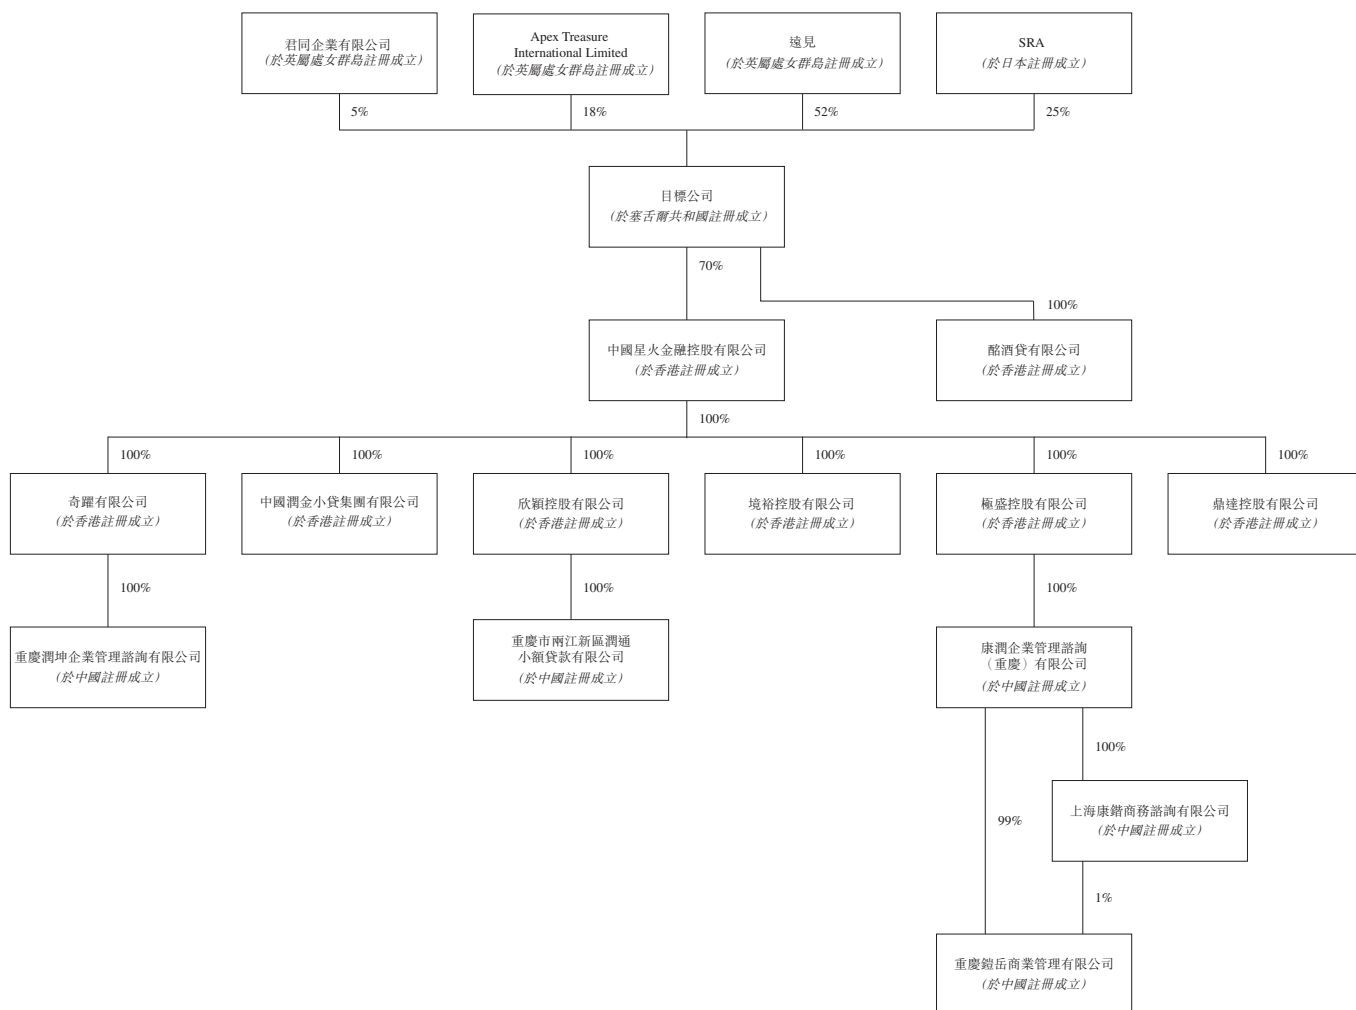 君同企業有限公司
(於英屬處女群島註冊成立)
Apex Treasure
International Limited
(於英屬處女群島註冊成立)
遠見
(於英屬處女群島註冊成立)
SRA
(於日本註冊成立)
5%
18%
52%
25%
目標公司
(於塞舌爾共和國註冊成立)
70%
100%
中國星火金融控股有限公司
(於香港註冊成立)
酩酒貸有限公司
(於香港註冊成立)
100%
100%
100%
100%
100%
100%
100%
奇躍有限公司
(於香港註冊成立)
中國潤金小貸集團有限公司
(於香港註冊成立)
欣穎控股有限公司
(於香港註冊成立)
境裕控股有限公司
(於香港註冊成立)
極盛控股有限公司
(於香港註冊成立)
鼎達控股有限公司
(於香港註冊成立)
100%
100%
100%
重慶潤坤企業管理諮詢有限公司
(於中國註冊成立)
重慶市兩江新區潤通
小額貸款有限公司
(於中國註冊成立)
康潤企業管理諮詢
(重慶)有限公司
(於中國註冊成立)
100%
99%
上海康鍇商務諮詢有限公司
(於中國註冊成立)
1%
重慶鎧岳商業管理有限公司
(於中國註冊成立)